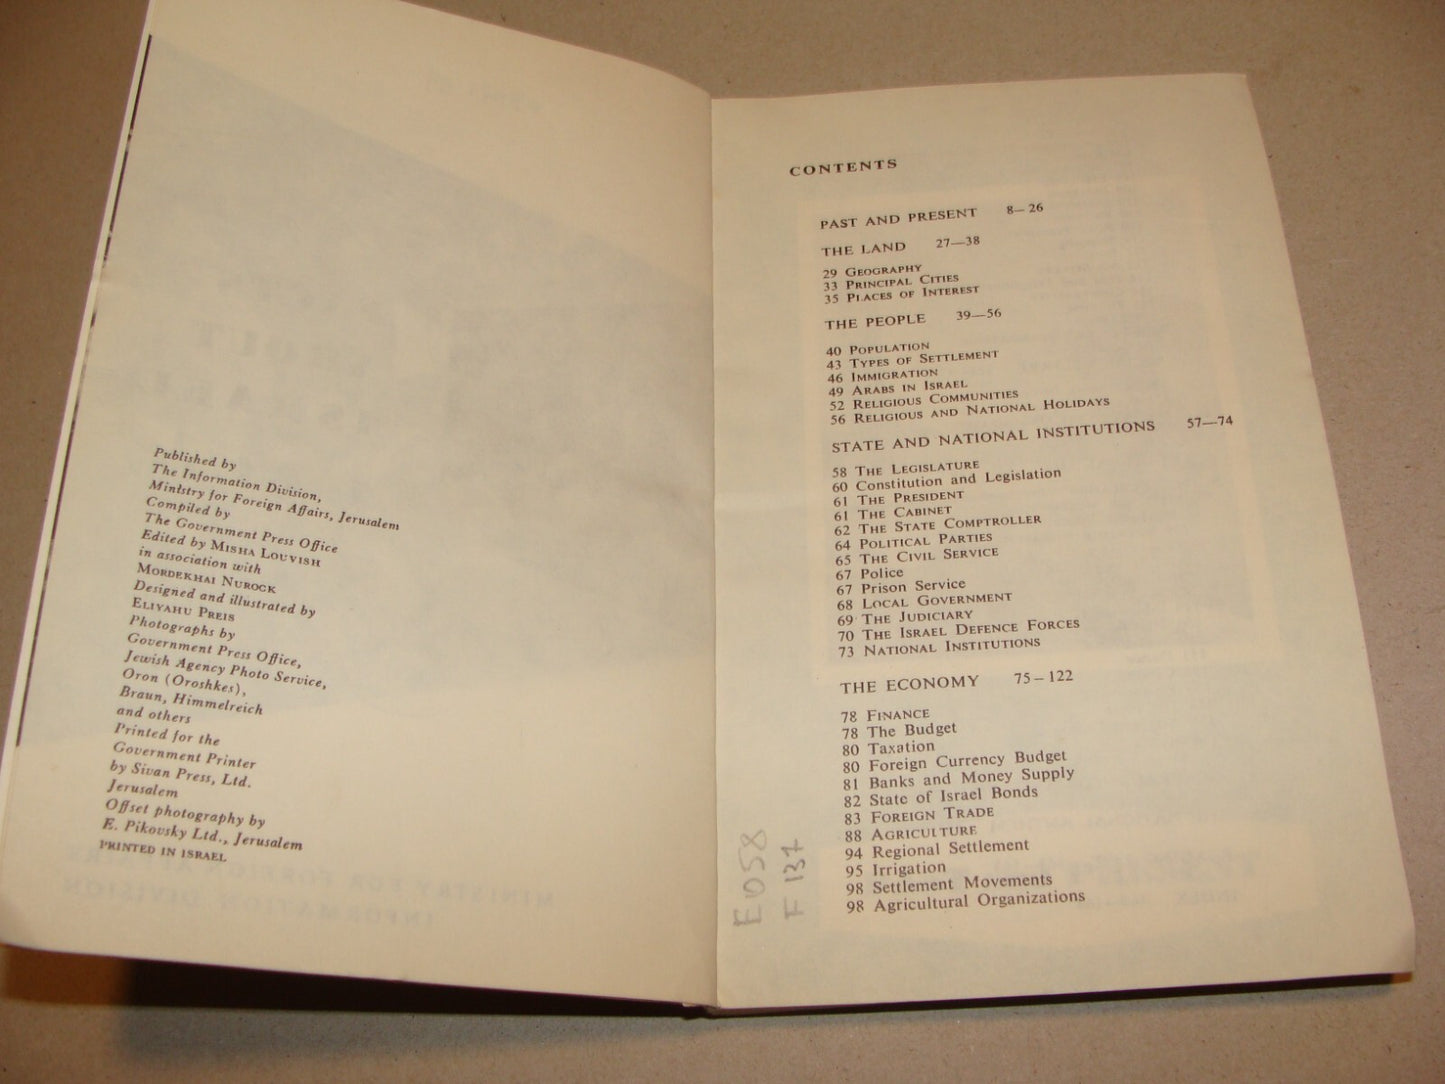 Published by
The Information Division,
Ministry for Foreign Affairs, Jerusalem
Compiled by
The Government Press Office
Edited by MISHA LOUVISH
in association with
MORDEKHAI NUROCK
Designed and illustrated by
ELIYAHU PREIS
Photographs by
Government Press Office,
Jewish Agency Photo Service,
Oron (Oroshkes),
Braun, Himmelreich
and others
Printed for the
Government Printer
by Sivan Press, Ltd.
Jerusalem
Offset photography by
E. Pikovsky Ltd., Jerusalem
PRINTED IN ISRAEL
CONTENTS
PAST AND PRESENT 8–26
THE LAND 27—38
29 GEOGRAPHY
33 PRINCIPAL CITIES
35 PLACES OF INTEREST
THE PEOPLE 39—56
40 POPULATION
43 TYPES OF SETTLEMENT
46 IMMIGRATION
49 ARABS IN ISRAEL
52 RELIGIOUS COMMUNITIES
56 RELIGIOUS AND NATIONAL HOLIDAYS
STATE AND NATIONAL INSTITUTIONS 57—74
58 THE LEGISLATURE
60 Constitution and Legislation
61 THE PRESIDENT
61 THE CABINET
62 THE STATE COMPTROLLER
64 POLITICAL PARTIES
65 THE CIVIL SERVICE
67 Police
67 Prison Service
68 LOCAL GOVERNMENT
69 THE JUDICIARY
70 THE ISRAEL DEFENCE FORCES
73 NATIONAL INSTITUTIONS
THE ECONOMY 75–122
78 FINANCE
78 The Budget
80 Taxation
80 Foreign Currency Budget
81 Banks and Money Supply
82 State of Israel Bonds
83 FOREIGN TRADE
88 AGRICULTURE
94 Regional Settlement
95 Irrigation
98 Settlement Movements
98 Agricultural Organizations
E058
F 137